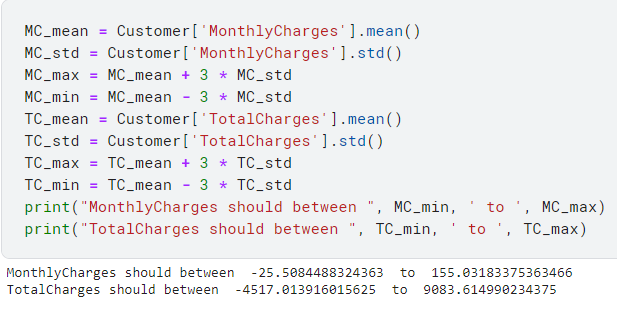 MC_mean = Customer['MonthlyCharges'].mean()
MC_std = Customer['MonthlyCharges'].std()
MC_max = MC_mean + 3 * MC_std
MC_min = MC_mean - 3 * MC_std
TC_mean = Customer['TotalCharges'].mean()
TC_std = Customer['TotalCharges'].std()
TC_max = TC_mean + 3 * TC_std
TC_min = TC_mean - 3 * TC_std
print("MonthlyCharges should between ", MC_min, ' to ', MC_max)
print("TotalCharges should between ", TC_min, ' to ', TC_max)
MonthlyCharges should between  -25.5084488324363  to  155.03183375363466
TotalCharges should between  -4517.013916015625  to  9083.614990234375